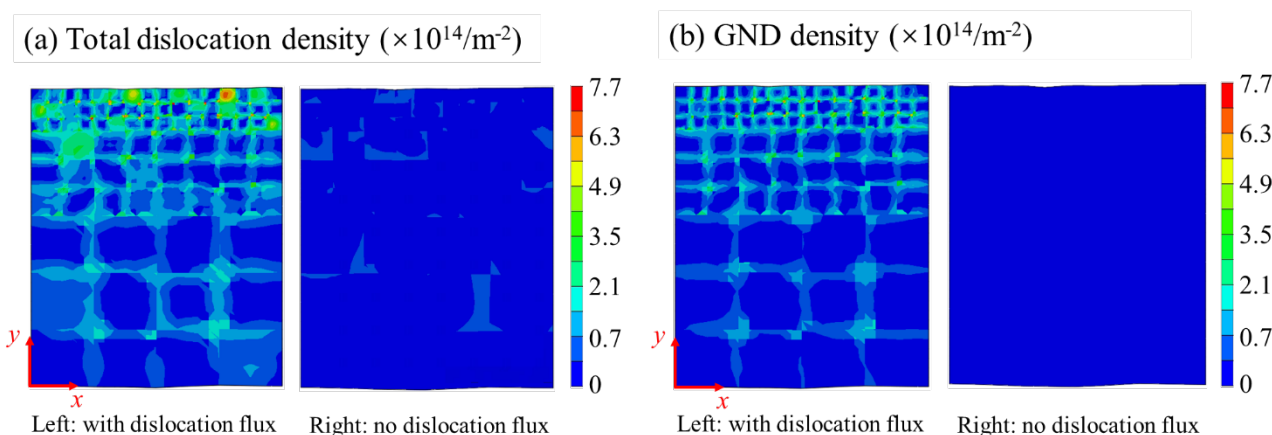 (a) Total dislocation density (×10¹⁴/m⁻²)
7.7
6.3
4.9
3.5
2.1
0.7
0
y
x
Left: with dislocation flux
Right: no dislocation flux
(b) GND density (×10¹⁴/m⁻²)
7.7
6.3
4.9
3.5
2.1
0.7
0
y
x
Left: with dislocation flux
Right: no dislocation flux